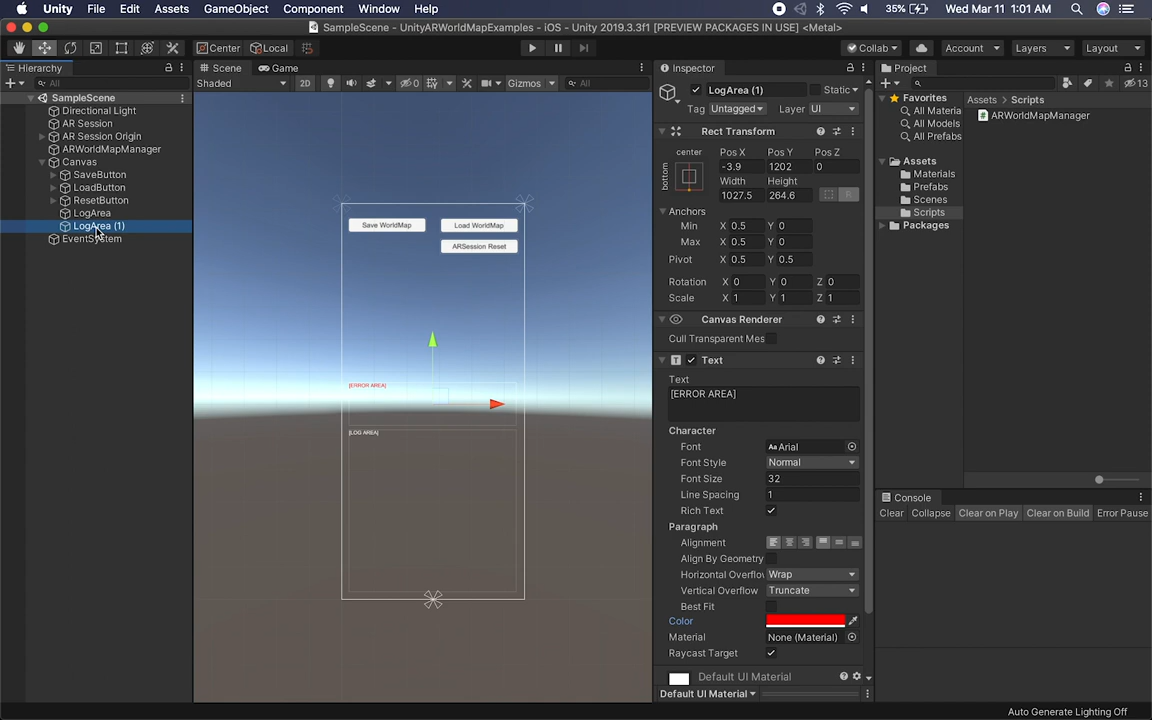 Unity File Edit Assets GameObject Component Window Help 35% Wed Mar 11 1:01 AM
SampleScene - UnityARWorldMapExamples - iOS - Unity 2019.3.3f1 [PREVIEW PACKAGES IN USE] <Metal>
Center Local Collab Account Layers Layout
Hierarchy
All
SampleScene
Directional Light
AR Session
AR Session Origin
ARWorldMapManager
Canvas
SaveButton
LoadButton
ResetButton
LogArea
LogArea (1)
EventSystem
Scene Game
Shaded 2D 0 Gizmos All
Save WorldMap Load WorldMap
ARSession Reset
[ERROR AREA]
[LOG AREA]
Inspector
LogArea (1) Static
Tag Untagged Layer UI
Rect Transform
center Pos X Pos Y Pos Z
bottom -3.9 1202 0
Width Height
1027.5 264.6 R
Anchors
Min X 0.5 Y 0
Max X 0.5 Y 0
Pivot X 0.5 Y 0.5
Rotation X 0 Y 0 Z 0
Scale X 1 Y 1 Z 1
Canvas Renderer
Cull Transparent Mes
Text
Text
[ERROR AREA]
Character
Font Aa Arial
Font Style Normal
Font Size 32
Line Spacing 1
Rich Text
Paragraph
Alignment
Align By Geometry
Horizontal Overflow Wrap
Vertical Overflow Truncate
Best Fit
Color
Material None (Material)
Raycast Target
Default UI Material
Default UI Material
Project
13
Favorites
All Materia
All Models
All Prefabs
Assets
Materials
Prefabs
Scenes
Scripts
Packages
Assets Scripts
ARWorldMapManager
Console
Clear Collapse Clear on Play Clear on Build Error Pause
Auto Generate Lighting Off